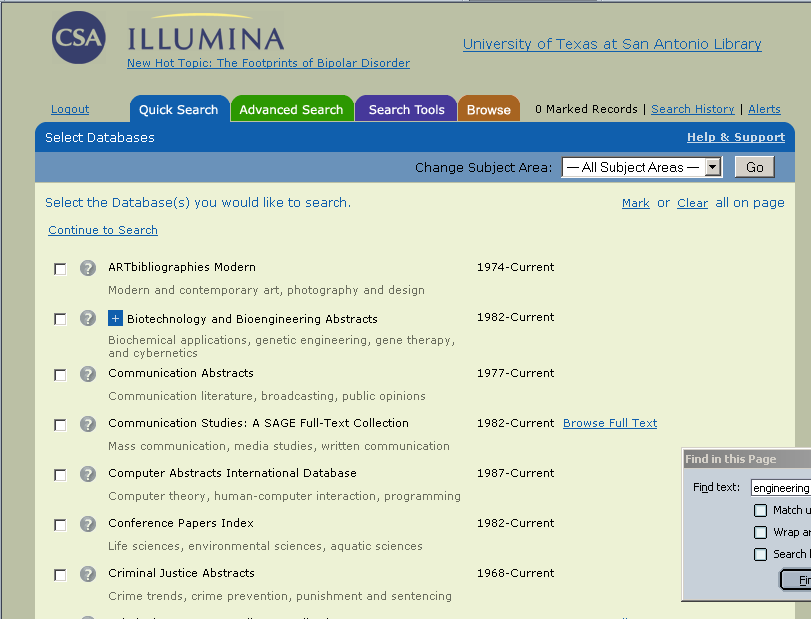 CSA ILLUMINA
University of Texas at San Antonio Library
New Hot Topic: The Footprints of Bipolar Disorder
Logout Quick Search Advanced Search Search Tools Browse 0 Marked Records | Search History | Alerts
Select Databases Help & Support
Change Subject Area: — All Subject Areas — Go
Select the Database(s) you would like to search. Mark or Clear all on page
Continue to Search
? ARTbibliographies Modern 1974-Current
Modern and contemporary art, photography and design
? + Biotechnology and Bioengineering Abstracts 1982-Current
Biochemical applications, genetic engineering, gene therapy,
and cybernetics
? Communication Abstracts 1977-Current
Communication literature, broadcasting, public opinions
? Communication Studies: A SAGE Full-Text Collection 1982-Current Browse Full Text
Mass communication, media studies, written communication
? Computer Abstracts International Database 1987-Current
Computer theory, human-computer interaction, programming
? Conference Papers Index 1982-Current
Life sciences, environmental sciences, aquatic sciences
? Criminal Justice Abstracts 1968-Current
Crime trends, crime prevention, punishment and sentencing
Find in this Page
Find text: engineering
Match
Wrap
Search